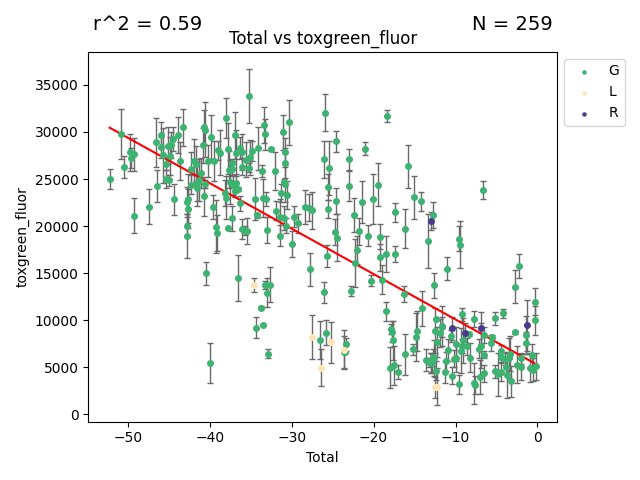 r^2 = 0.59
N = 259
Total vs toxgreen_fluor
35000
30000
25000
20000
15000
10000
5000
0
toxgreen_fluor
−50
−40
−30
−20
−10
0
Total
G
L
R